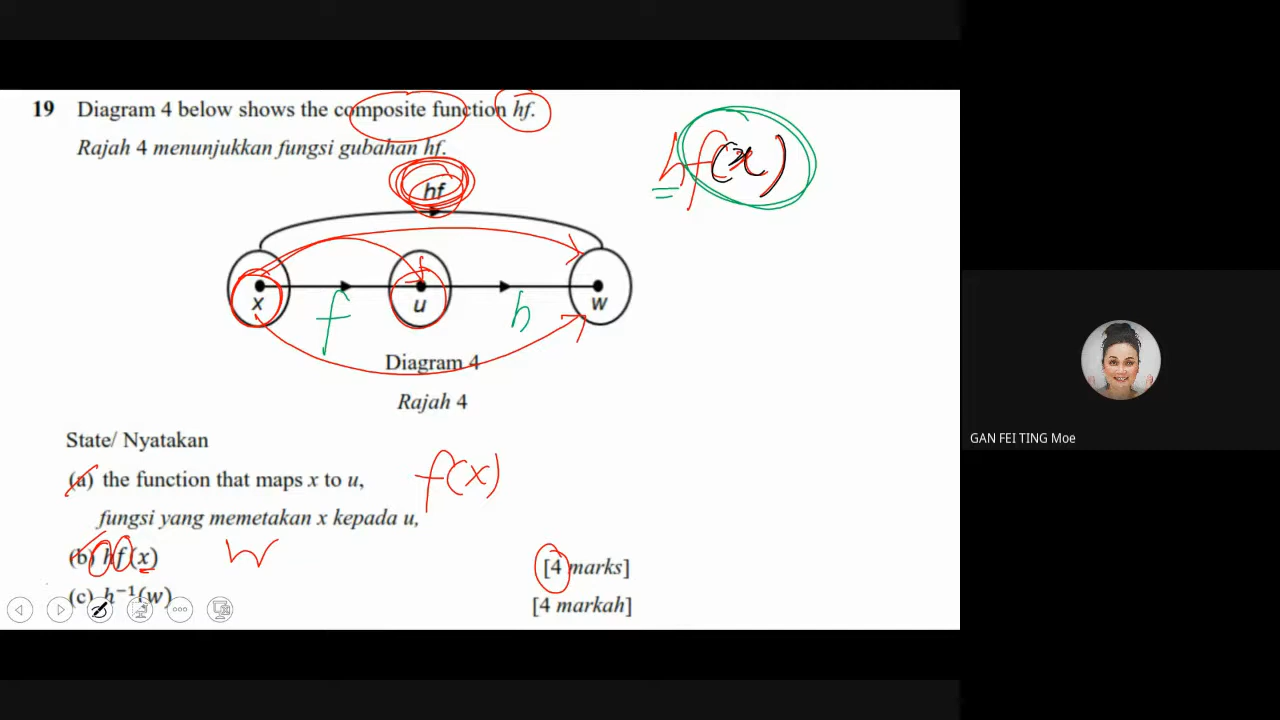 19 Diagram 4 below shows the composite function hf.
Rajah 4 menunjukkan fungsi gubahan hf.
hf(x)
hf
x u w
f h
Diagram 4
Rajah 4
State/ Nyatakan
(a) the function that maps x to u, f(x)
fungsi yang memetakan x kepada u,
(b) hf(x) W [4 marks]
(c) h⁻¹(w) [4 markah]
GAN FEI TING Moe